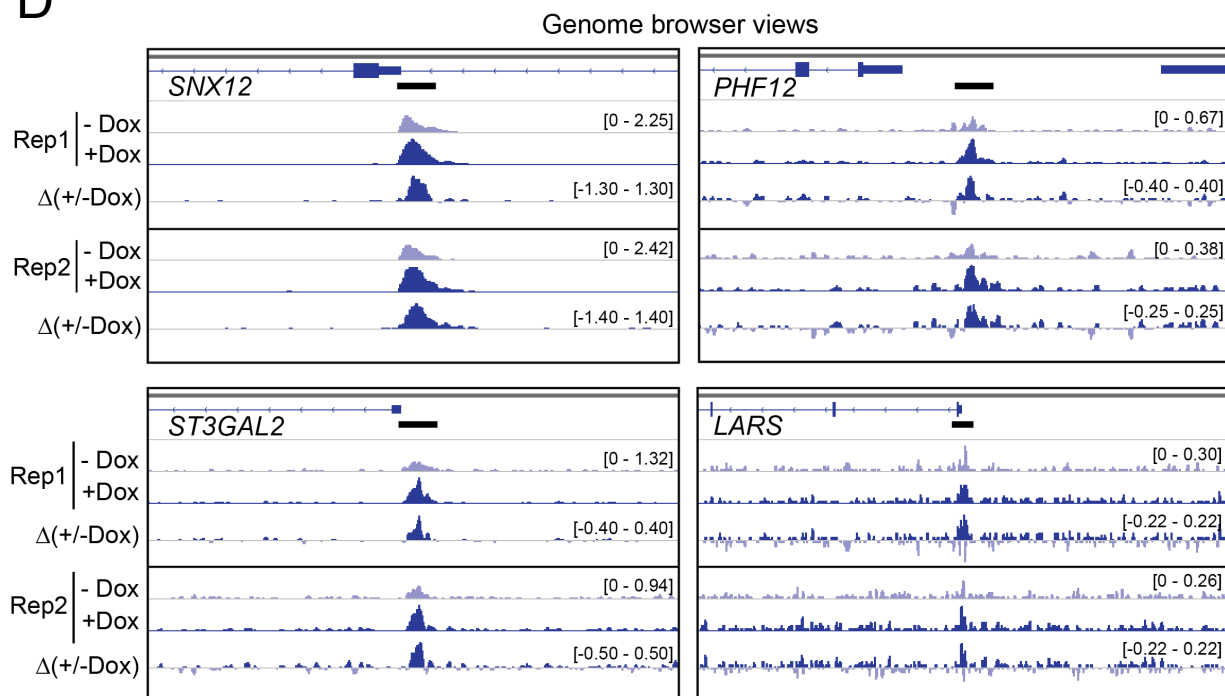 D
Genome browser views
SNX12
Rep1
- Dox
[0 - 2.25]
+Dox
Δ(+/-Dox)
[-1.30 - 1.30]
Rep2
- Dox
[0 - 2.42]
+Dox
Δ(+/-Dox)
[-1.40 - 1.40]
PHF12
[0 - 0.67]
[-0.40 - 0.40]
[0 - 0.38]
[-0.25 - 0.25]
ST3GAL2
Rep1
- Dox
[0 - 1.32]
+Dox
Δ(+/-Dox)
[-0.40 - 0.40]
Rep2
- Dox
[0 - 0.94]
+Dox
Δ(+/-Dox)
[-0.50 - 0.50]
LARS
[0 - 0.30]
[-0.22 - 0.22]
[0 - 0.26]
[-0.22 - 0.22]